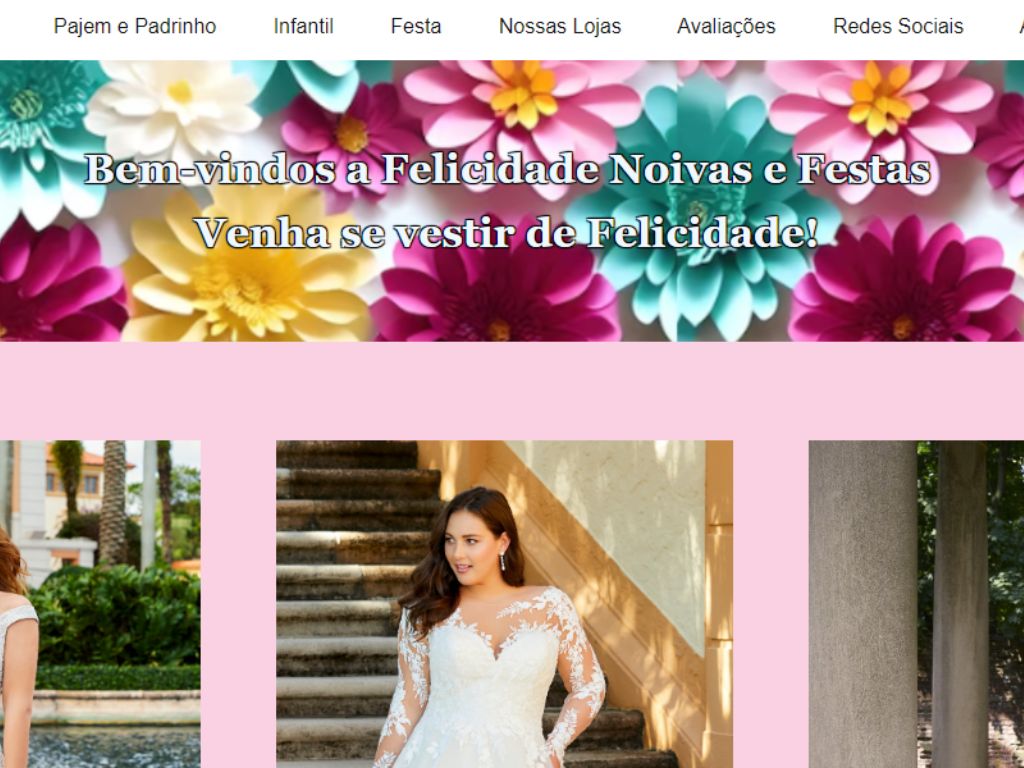 Pajem e Padrinho Infantil Festa Nossas Lojas Avaliações Redes Sociais
Bem-vindos a Felicidade Noivas e Festas
Venha se vestir de Felicidade!